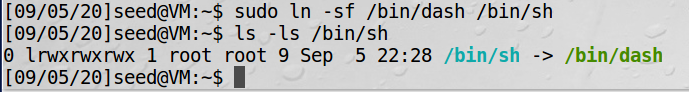 [09/05/20]seed@VM:~$ sudo ln -sf /bin/dash /bin/sh
[09/05/20]seed@VM:~$ ls -ls /bin/sh
0 lrwxrwxrwx 1 root root 9 Sep  5 22:28 /bin/sh -> /bin/dash
[09/05/20]seed@VM:~$